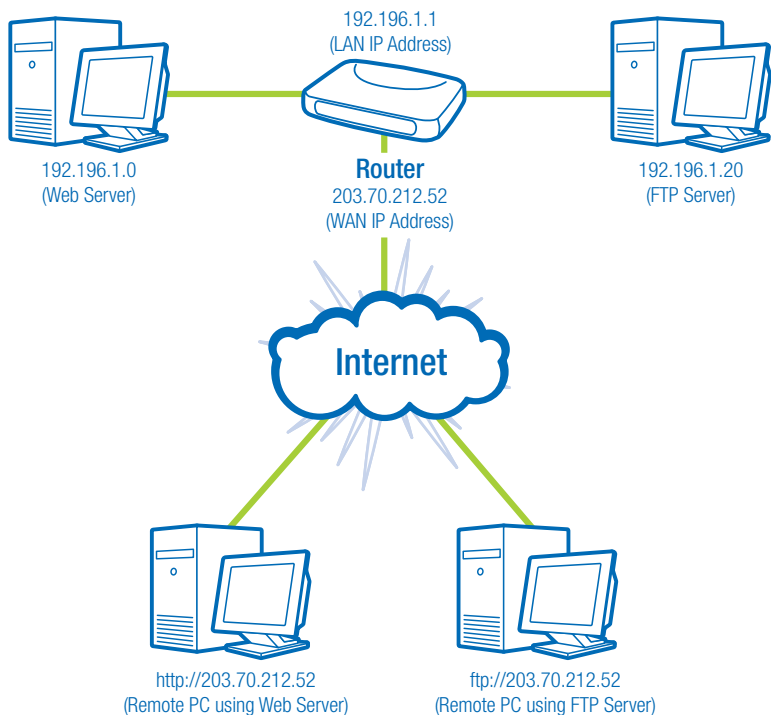 192.196.1.1
(LAN IP Address)
192.196.1.0
(Web Server)
Router
203.70.212.52
(WAN IP Address)
192.196.1.20
(FTP Server)
Internet
http://203.70.212.52
(Remote PC using Web Server)
ftp://203.70.212.52
(Remote PC using FTP Server)